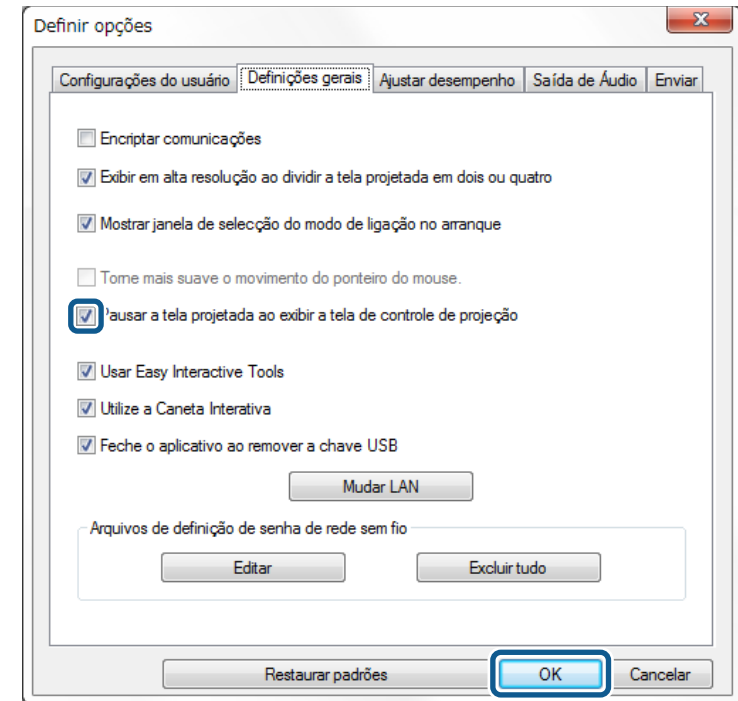 Definir opções
Configurações do usuário Definições gerais Ajustar desempenho Saída de Áudio Enviar
Encriptar comunicações
Exibir em alta resolução ao dividir a tela projetada em dois ou quatro
Mostrar janela de selecção do modo de ligação no arranque
Torne mais suave o movimento do ponteiro do mouse.
Pausar a tela projetada ao exibir a tela de controle de projeção
Usar Easy Interactive Tools
Utilize a Caneta Interativa
Feche o aplicativo ao remover a chave USB
Mudar LAN
Arquivos de definição de senha de rede sem fio
Editar Excluir tudo
Restaurar padrões OK Cancelar